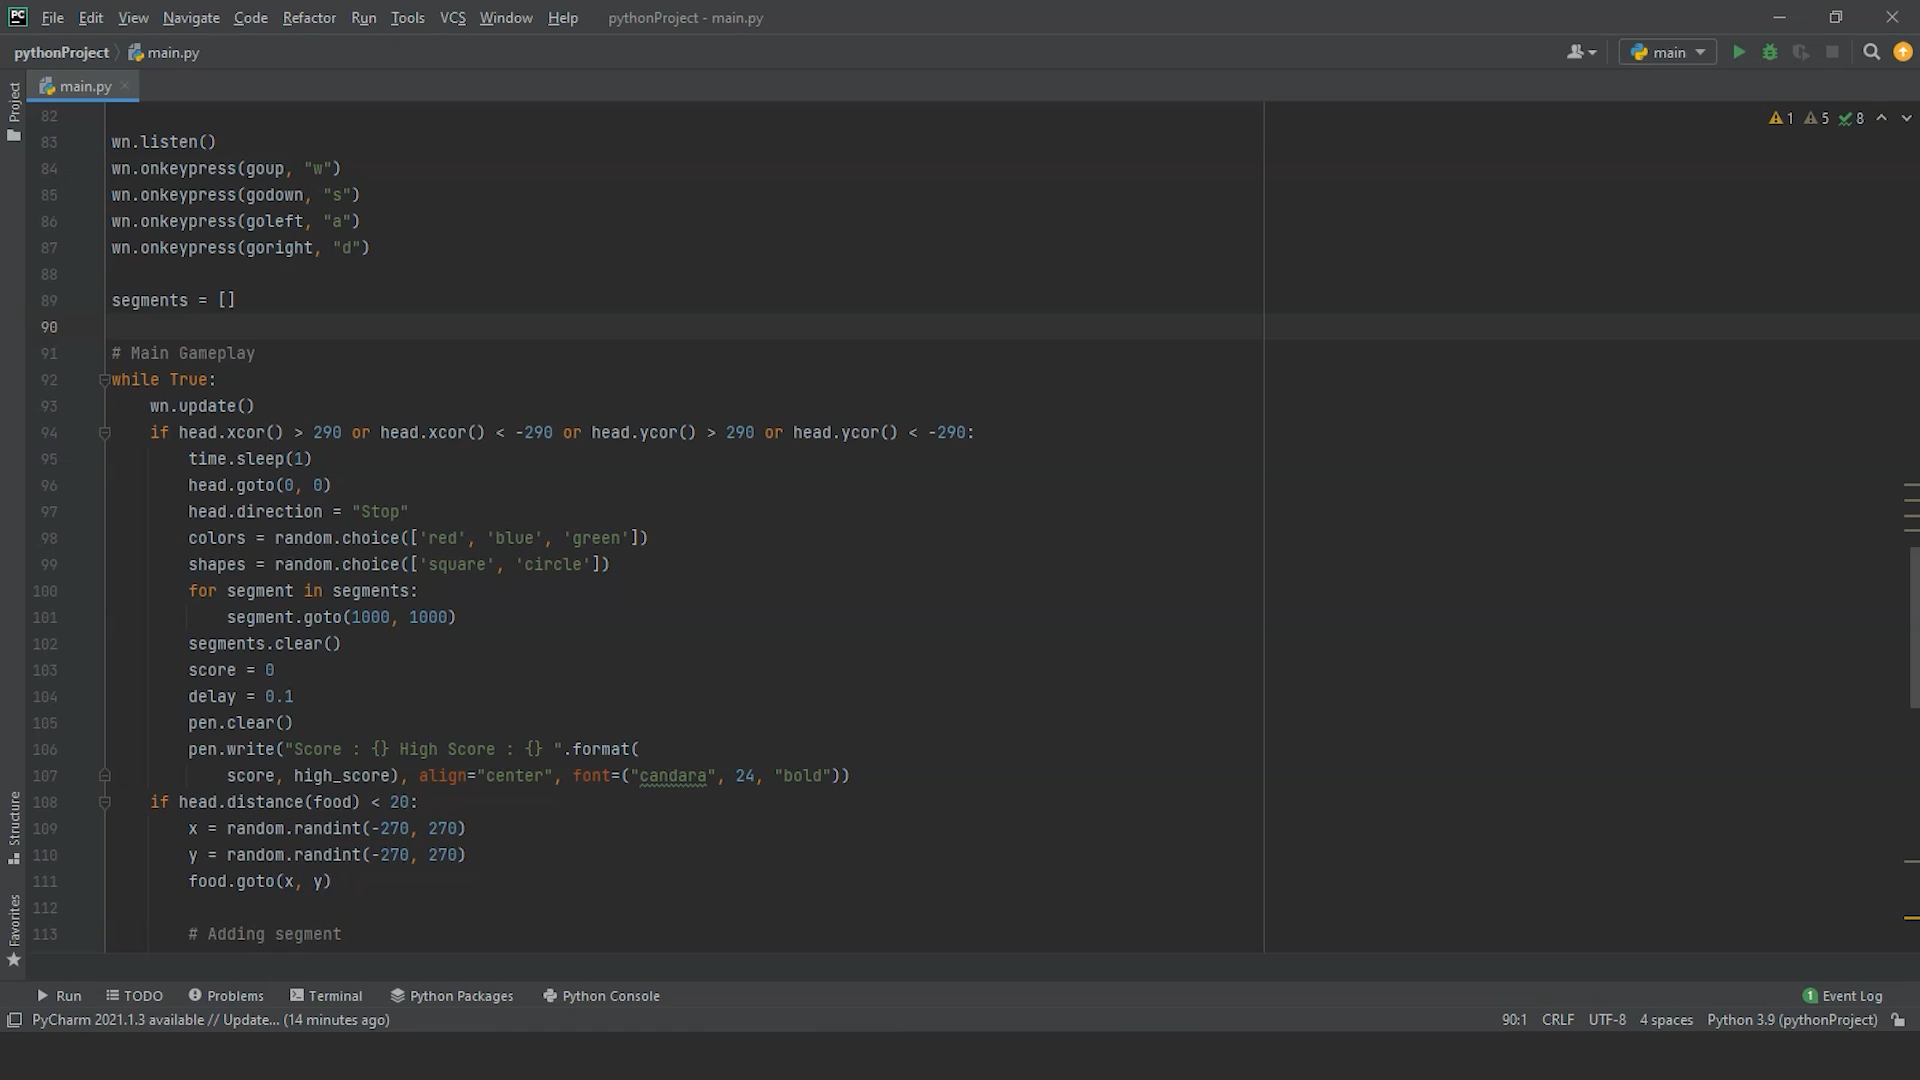 PC File Edit View Navigate Code Refactor Run Tools VCS Window Help pythonProject - main.py
pythonProject main.py main
main.py
Project
1 5 8
82
83 wn.listen()
84 wn.onkeypress(goup, "w")
85 wn.onkeypress(godown, "s")
86 wn.onkeypress(goleft, "a")
87 wn.onkeypress(goright, "d")
88
89 segments = []
90
91 # Main Gameplay
92 while True:
93 wn.update()
94 if head.xcor() > 290 or head.xcor() < -290 or head.ycor() > 290 or head.ycor() < -290:
95 time.sleep(1)
96 head.goto(0, 0)
97 head.direction = "Stop"
98 colors = random.choice(['red', 'blue', 'green'])
99 shapes = random.choice(['square', 'circle'])
100 for segment in segments:
101 segment.goto(1000, 1000)
102 segments.clear()
103 score = 0
104 delay = 0.1
105 pen.clear()
106 pen.write("Score : {} High Score : {} ".format(
107 score, high_score), align="center", font=("candara", 24, "bold"))
108 if head.distance(food) < 20:
109 x = random.randint(-270, 270)
110 y = random.randint(-270, 270)
111 food.goto(x, y)
112
113 # Adding segment
Structure
Favorites
Run TODO Problems Terminal Python Packages Python Console 1 Event Log
PyCharm 2021.1.3 available // Update... (14 minutes ago) 90:1 CRLF UTF-8 4 spaces Python 3.9 (pythonProject)